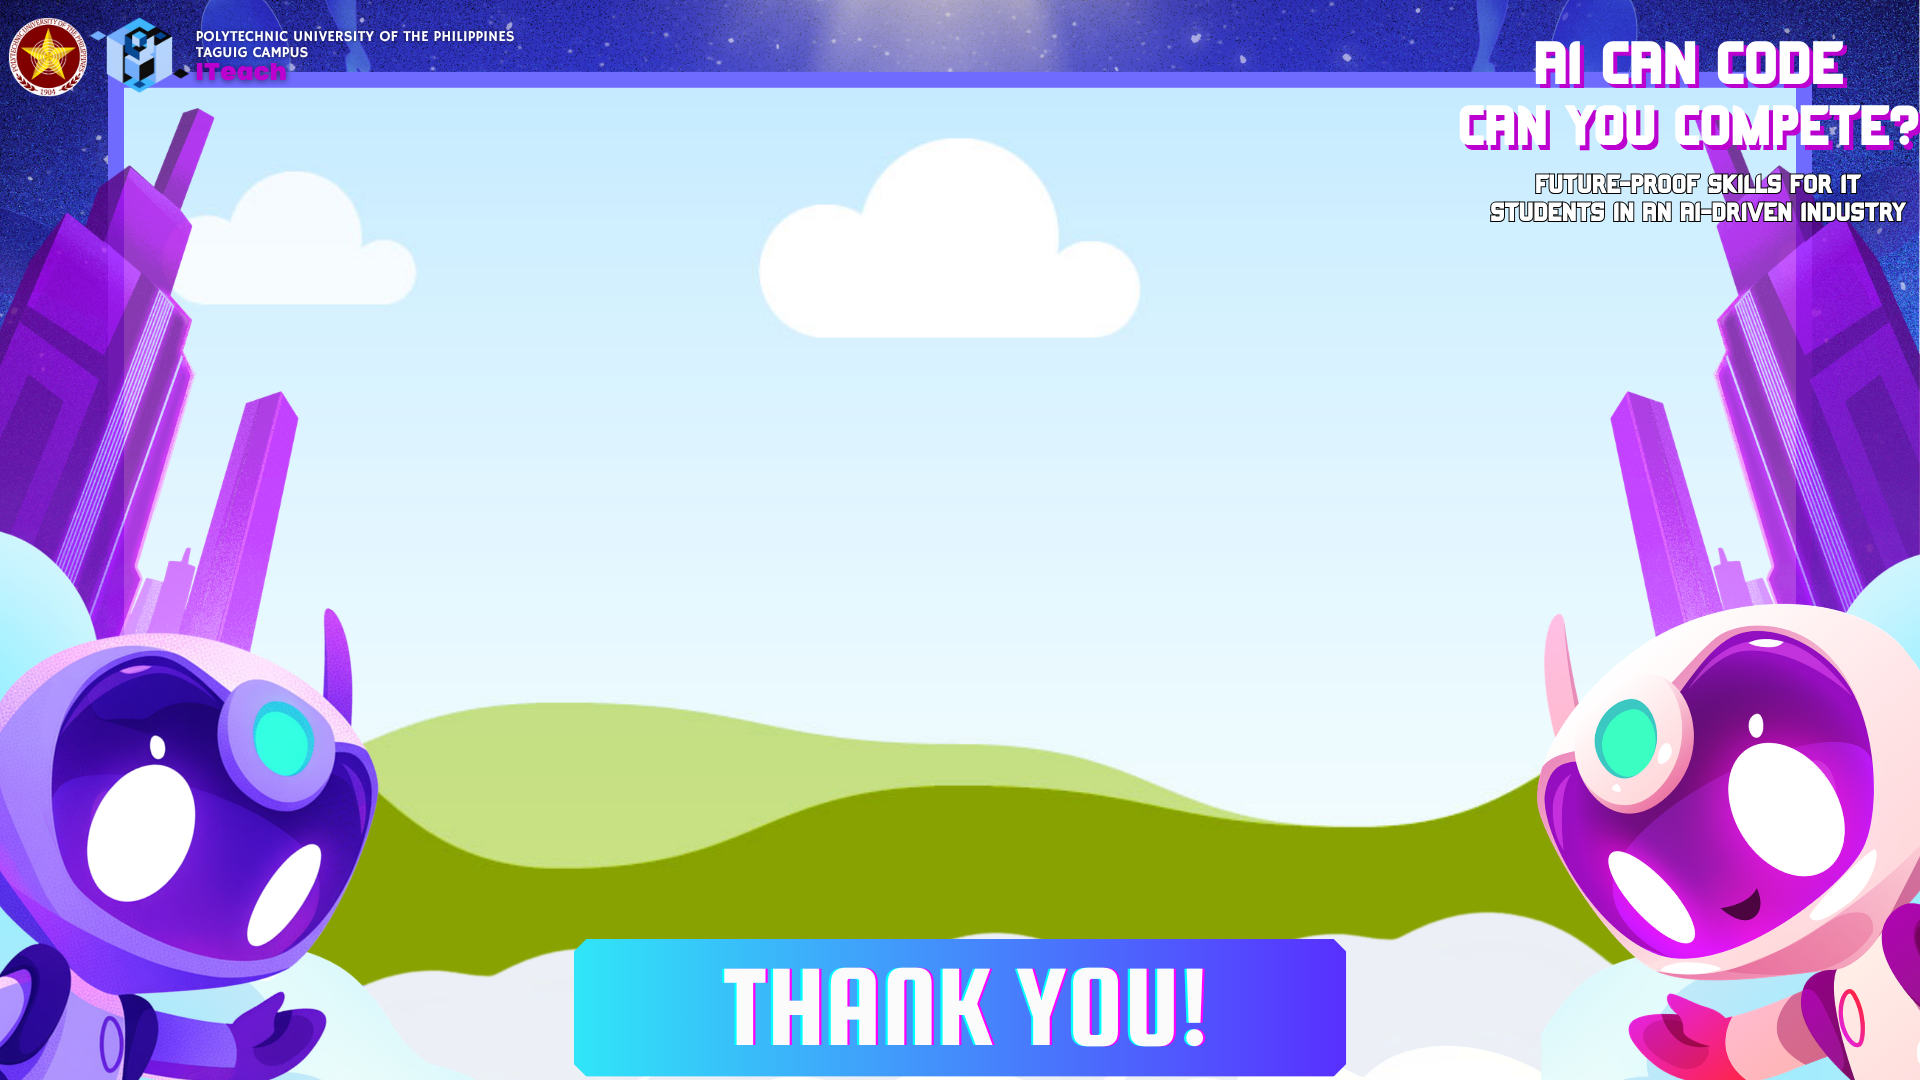 POLYTECHNIC UNIVERSITY OF THE PHILIPPINES
TAGUIG CAMPUS
ITeach
1904
AI CAN CODE
CAN YOU COMPETE?
FUTURE-PROOF SKILLS FOR IT
STUDENTS IN AN AI-DRIVEN INDUSTRY
THANK YOU!